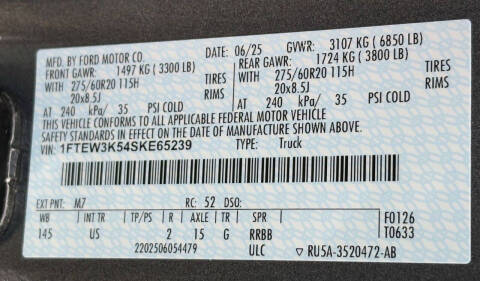 MFD. BY FORD MOTOR CO.
DATE: 06/25 GVWR: 3107 KG ( 6850 LB)
FRONT GAWR: 1497 KG ( 3300 LB) REAR GAWR: 1724 KG ( 3800 LB)
WITH 275/60R20 115H TIRES WITH 275/60R20 115H TIRES
20x8.5J RIMS 20x8.5J RIMS
AT 240 kPa/ 35 PSI COLD AT 240 kPa/ 35 PSI COLD
THIS VEHICLE CONFORMS TO ALL APPLICABLE FEDERAL MOTOR VEHICLE
SAFETY STANDARDS IN EFFECT ON THE DATE OF MANUFACTURE SHOWN ABOVE.
VIN: 1FTEW3K54SKE65239 TYPE: Truck
EXT PNT: M7 RC: 52 DSO:
WB INT TR TP/PS R AXLE TR SPR F0126
145 US 2 15 G RRBB T0633
2202506054479 ULC RU5A-3520472-AB